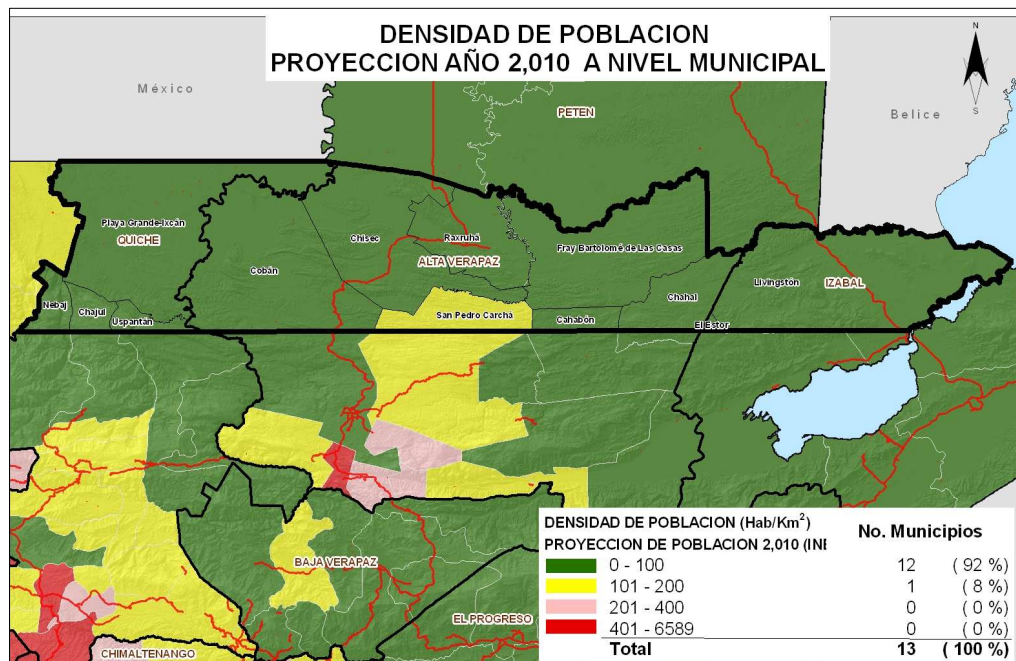 DENSIDAD DE POBLACION
PROYECCION AÑO 2,010 A NIVEL MUNICIPAL
N
S
México
Belice
PETEN
Playa Grande-Ixcán
QUICHE
Chisec
Raxruhá
Fray Bartolomé de Las Casas
Cobán
ALTA VERAPAZ
Livingstón
IZABAL
Nebaj
Chajul
Uspantán
San Pedro Carchá
Cahabón
Chahal
El Estor
BAJA VERAPAZ
EL PROGRESO
CHIMALTENANGO
DENSIDAD DE POBLACION (Hab/Km²) No. Municipios
PROYECCION DE POBLACION 2,010 (INE
0 - 100 12 ( 92 %)
101 - 200 1 ( 8 %)
201 - 400 0 ( 0 %)
401 - 6589 0 ( 0 %)
Total 13 ( 100 %)